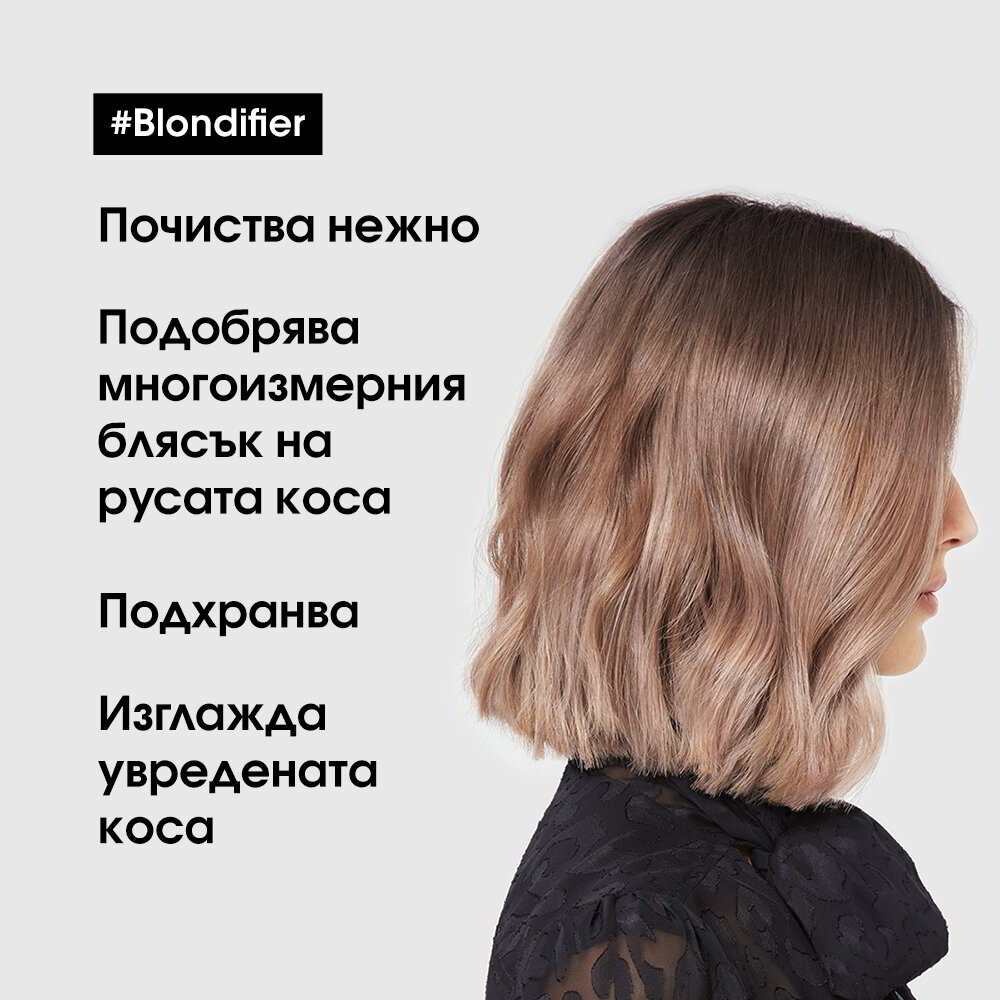 #Blondifier
Почиства нежно
Подобрява
многоизмерния
блясък на
русата коса
Подхранва
Изглажда
увредената
коса